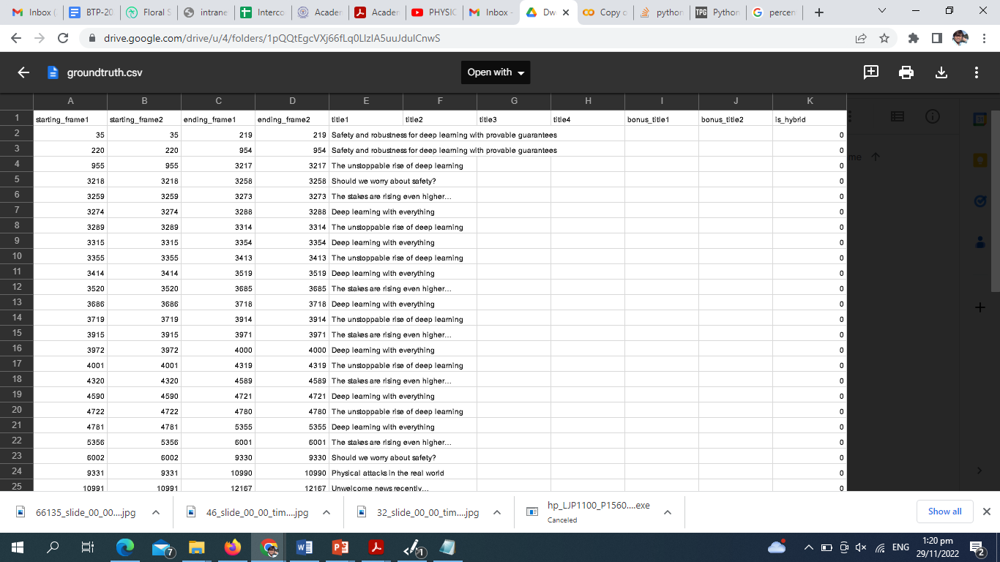 Inbox (
BTP-20
Floral S
intrane
Interco
Acader
Acader
PHYSIC
Inbox -
Dw
Copy o
python
Python
percen
drive.google.com/drive/u/4/folders/1pQQtEgcVXj66fLq0LIzIA5uuJduICnwS
groundtruth.csv
Open with
A B C D E F G H I J K
1 starting_frame1 starting_frame2 ending_frame1 ending_frame2 title1 title2 title3 title4 bonus_title1 bonus_title2 is_hybrid
2 35 35 219 219 Safety and robustness for deep learning with provable guarantees 0
3 220 220 954 954 Safety and robustness for deep learning with provable guarantees 0
4 955 955 3217 3217 The unstoppable rise of deep learning 0
5 3218 3218 3258 3258 Should we worry about safety? 0
6 3259 3259 3273 3273 The stakes are rising even higher... 0
7 3274 3274 3288 3288 Deep learning with everything 0
8 3289 3289 3314 3314 The unstoppable rise of deep learning 0
9 3315 3315 3354 3354 Deep learning with everything 0
10 3355 3355 3413 3413 The unstoppable rise of deep learning 0
11 3414 3414 3519 3519 Deep learning with everything 0
12 3520 3520 3685 3685 The stakes are rising even higher... 0
13 3686 3686 3718 3718 Deep learning with everything 0
14 3719 3719 3914 3914 The unstoppable rise of deep learning 0
15 3915 3915 3971 3971 The stakes are rising even higher... 0
16 3972 3972 4000 4000 Deep learning with everything 0
17 4001 4001 4319 4319 The unstoppable rise of deep learning 0
18 4320 4320 4589 4589 The stakes are rising even higher... 0
19 4590 4590 4721 4721 Deep learning with everything 0
20 4722 4722 4780 4780 The unstoppable rise of deep learning 0
21 4781 4781 5355 5355 Deep learning with everything 0
22 5356 5356 6001 6001 The stakes are rising even higher... 0
23 6002 6002 9330 9330 Should we worry about safety? 0
24 9331 9331 10990 10990 Physical attacks in the real world 0
25 10991 10991 12167 12167 Unwelcome news recently... 0
me
66135_slide_00_00....jpg
46_slide_00_00_tim....jpg
32_slide_00_00_tim....jpg
hp_LJP1100_P1560....exe
Canceled
Show all
7
1
ENG
1:20 pm
29/11/2022
2